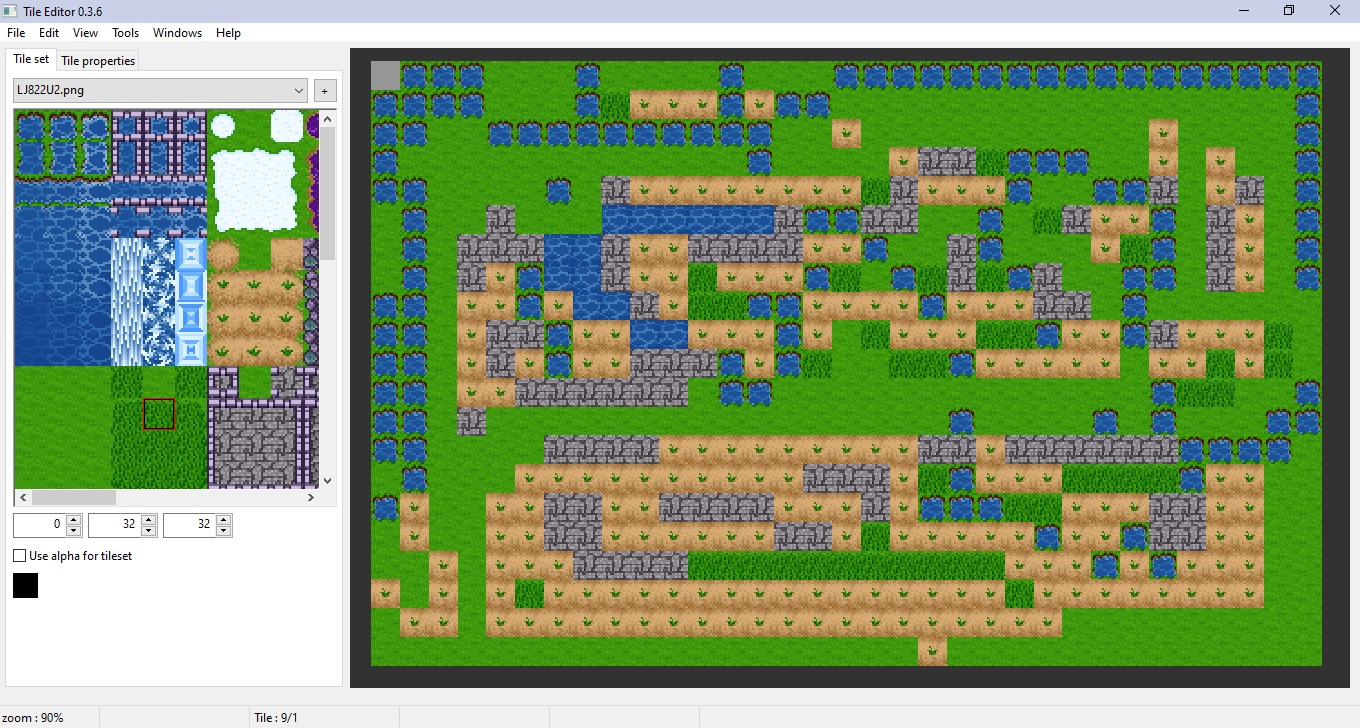 Tile Editor 0.3.6
File Edit View Tools Windows Help
Tile set Tile properties
LJ822U2.png +
0 32 32
Use alpha for tileset
zoom : 90% Tile : 9/1